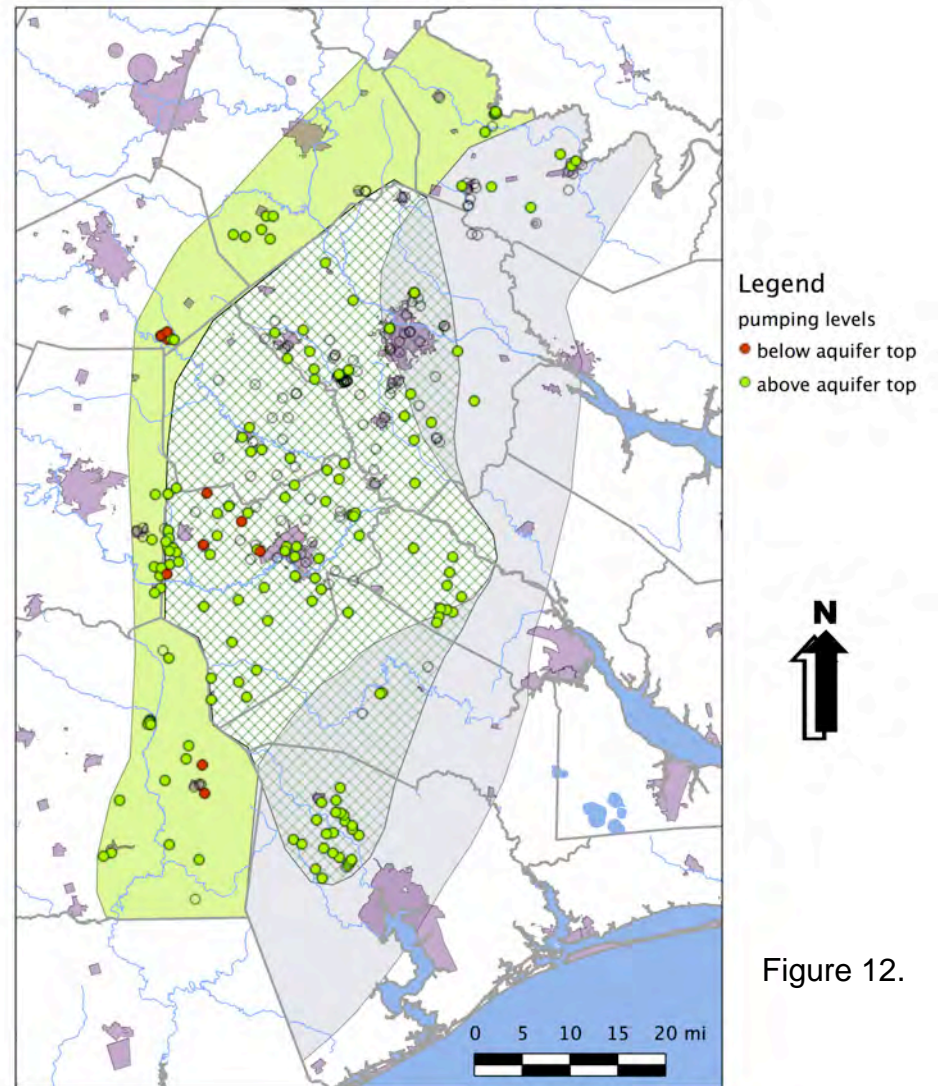 Legend
pumping levels
below aquifer top
above aquifer top
N
Figure 12.
0 5 10 15 20 mi